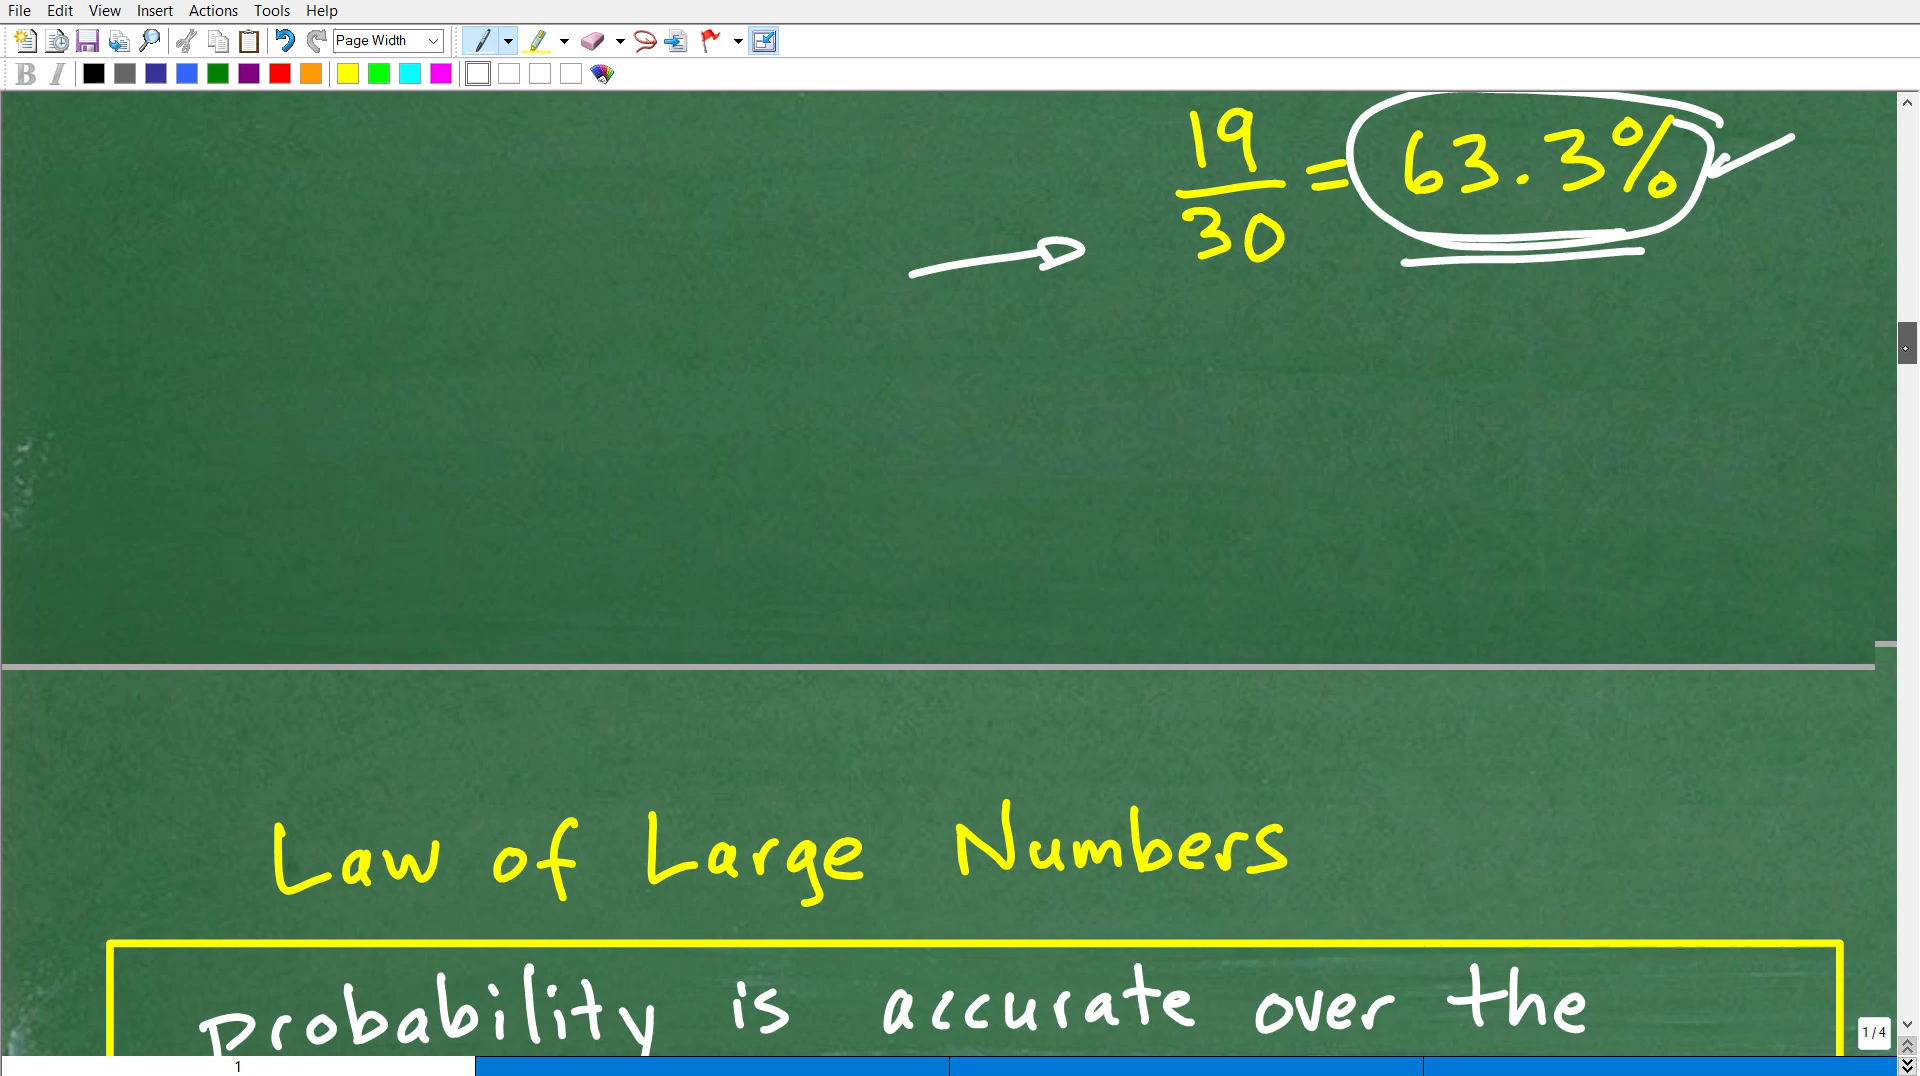 File Edit View Insert Actions Tools Help
Page Width
B I
19
30
= 63.3%
Law of Large Numbers
probability is accurate over the
1 / 4
1